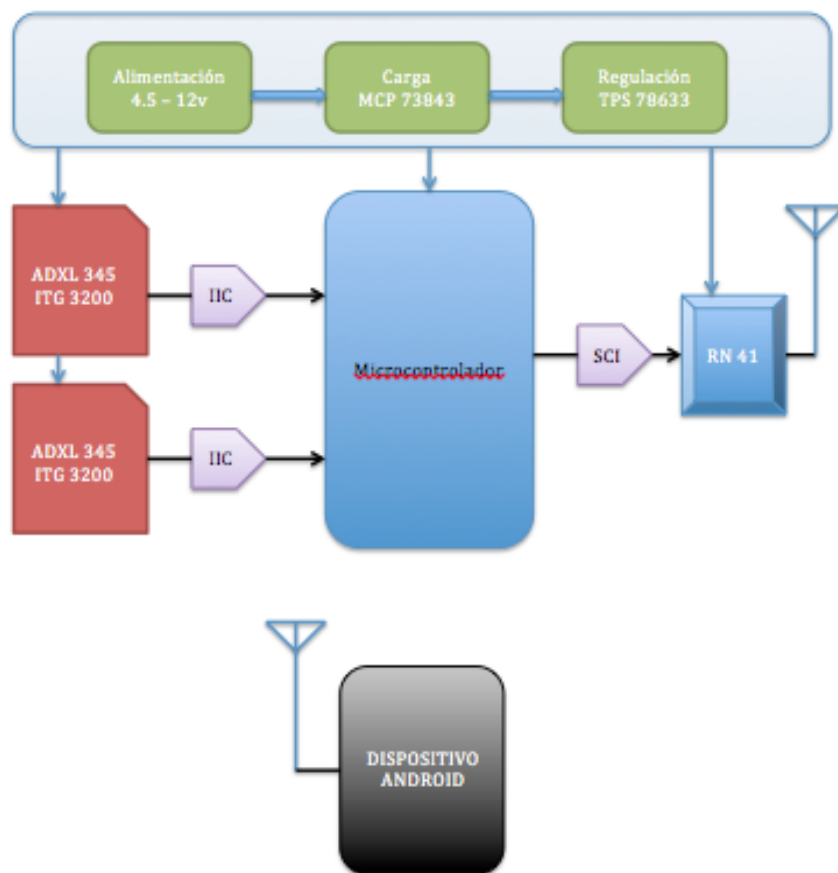 Alimentación
4.5 – 12v
Carga
MCP 73843
Regulación
TPS 78633
ADXL 345
ITG 3200
IIC
Microcontrolador
SCI
RN 41
ADXL 345
ITG 3200
IIC
DISPOSITIVO
ANDROID